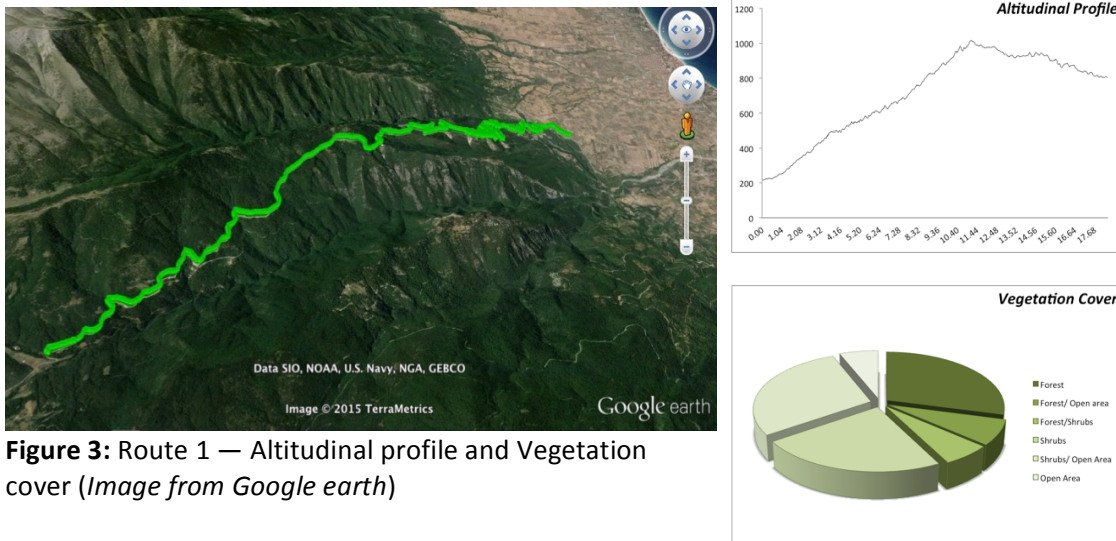 Data SIO, NOAA, U.S. Navy, NGA, GEBCO
Image © 2015 TerraMetrics
Google earth
Figure 3: Route 1 — Altitudinal profile and Vegetation
cover (Image from Google earth)
Altitudinal Profile
1200
1000
800
600
400
200
0
0.00
1.04
2.08
3.12
4.16
5.20
6.24
7.28
8.32
9.36
10.40
11.44
12.48
13.52
14.56
15.60
16.64
17.68
Vegetation Cover
Forest
Forest/ Open area
Forest/Shrubs
Shrubs
Shrubs/ Open Area
Open Area